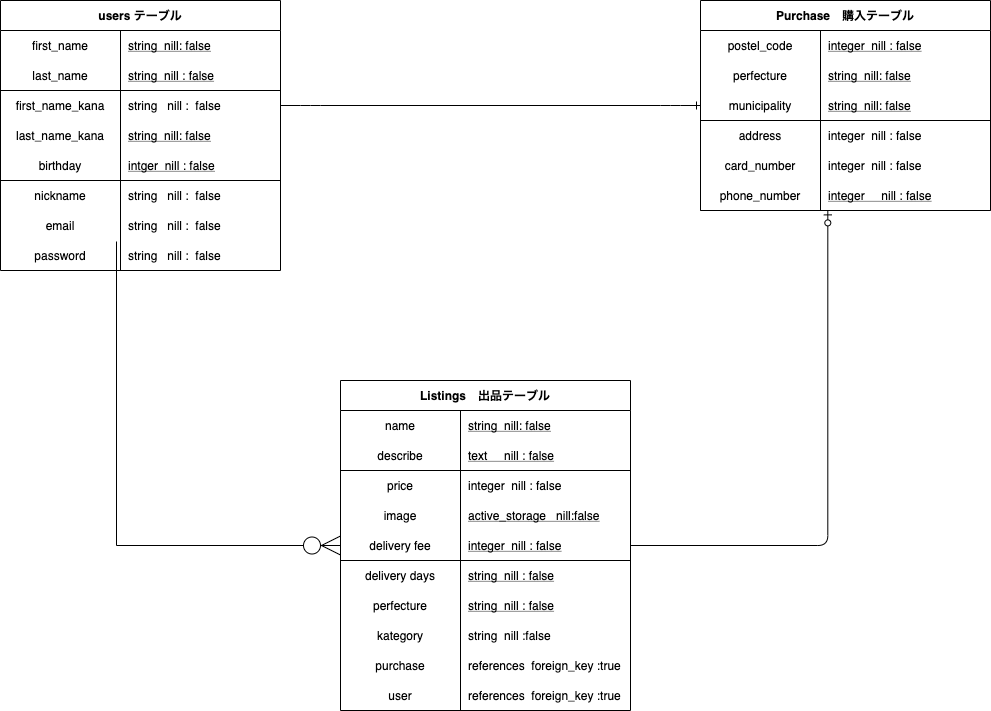 users テーブル
first_name string nill: false
last_name string nill : false
first_name_kana string nill : false
last_name_kana string nill: false
birthday intger nill : false
nickname string nill : false
email string nill : false
password string nill : false
Purchase 購入テーブル
postel_code integer nill : false
perfecture string nill: false
municipality string nill: false
address integer nill : false
card_number integer nill : false
phone_number integer nill : false
Listings 出品テーブル
name string nill: false
describe text nill : false
price integer nill : false
image active_storage nill:false
delivery fee integer nill : false
delivery days string nill : false
perfecture string nill : false
kategory string nill :false
purchase references foreign_key :true
user references foreign_key :true